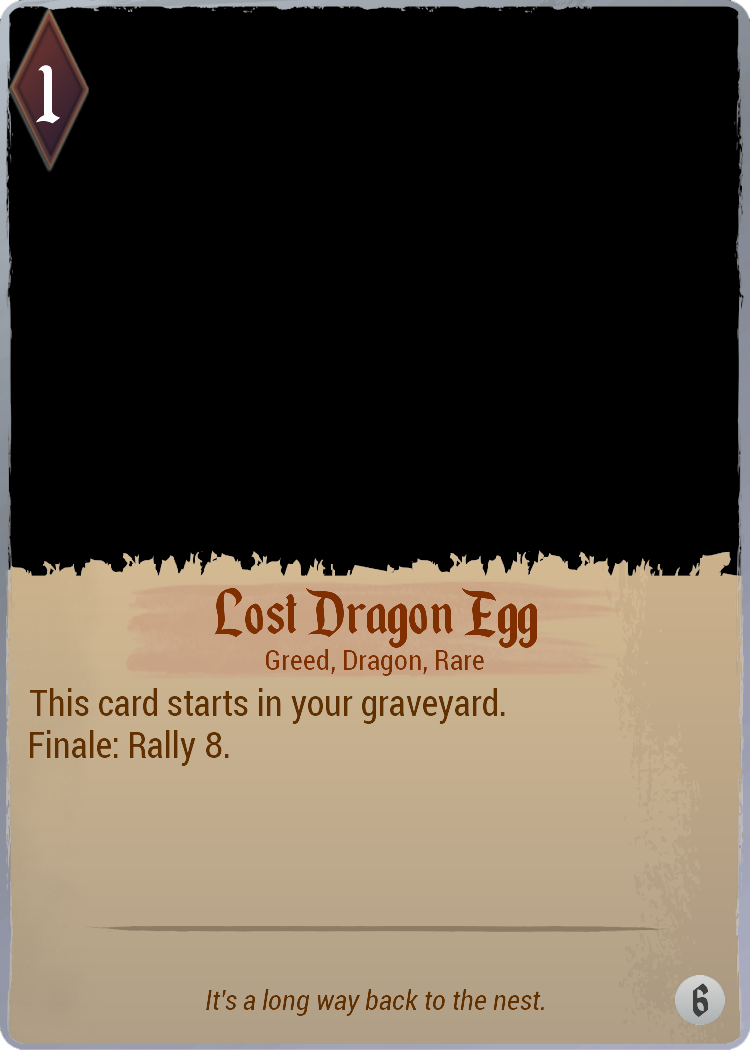 1
Lost Dragon Egg
Greed, Dragon, Rare
This card starts in your graveyard.
Finale: Rally 8.
It's a long way back to the nest.
6